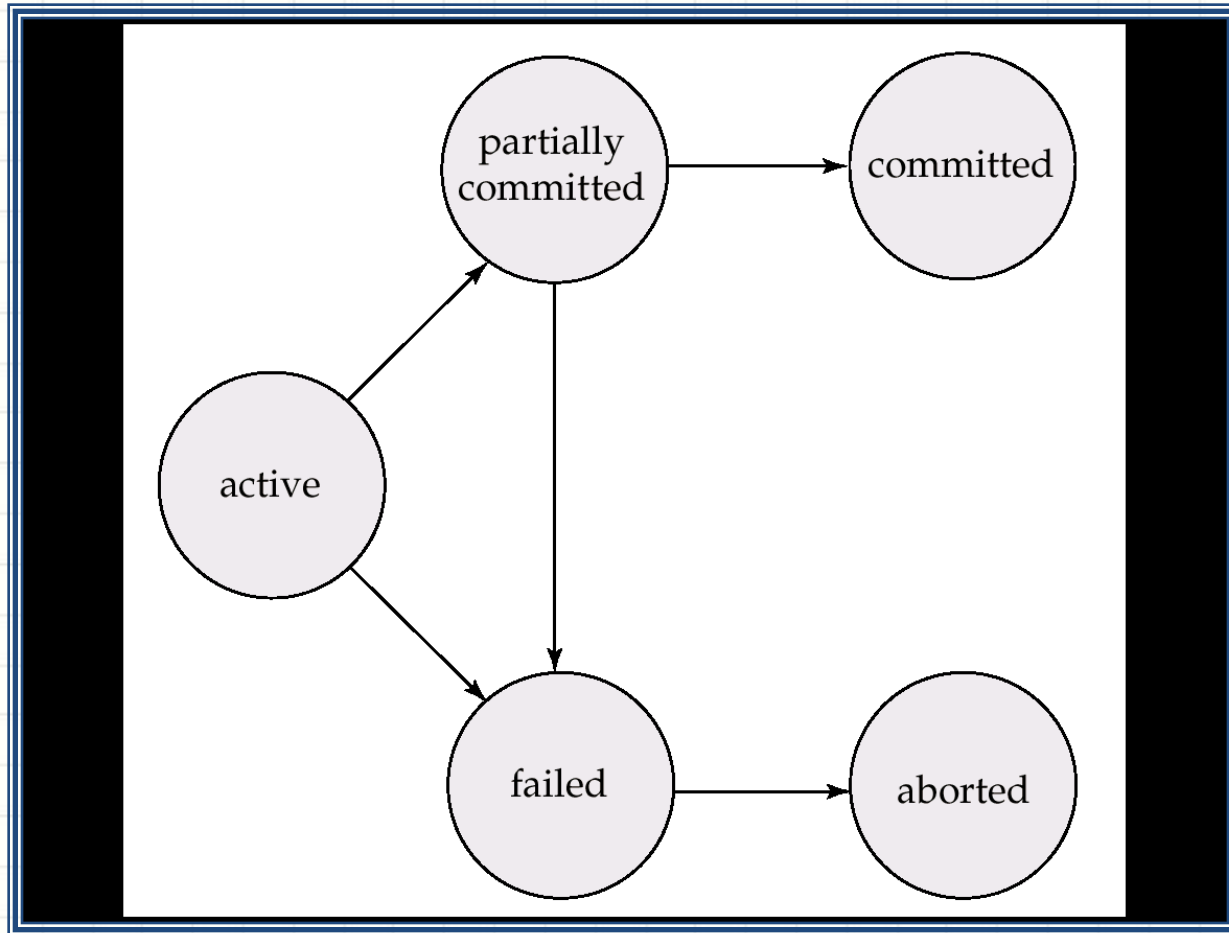 partially
committed
committed
active
failed
aborted